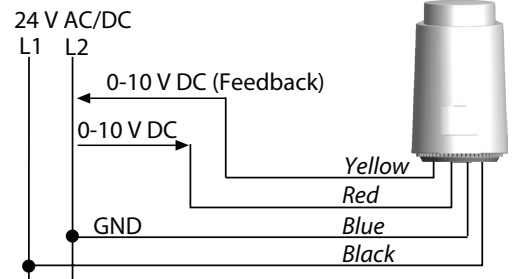 24 V AC/DC
L1 L2
0-10 V DC (Feedback)
0-10 V DC
Yellow
Red
GND Blue
Black